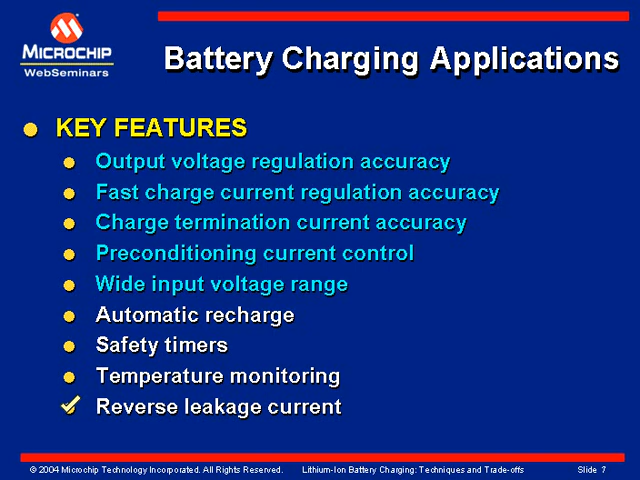 MICROCHIP
WebSeminars
Battery Charging Applications
KEY FEATURES
Output voltage regulation accuracy
Fast charge current regulation accuracy
Charge termination current accuracy
Preconditioning current control
Wide input voltage range
Automatic recharge
Safety timers
Temperature monitoring
Reverse leakage current
© 2004 Microchip Technology Incorporated. All Rights Reserved. Lithium-Ion Battery Charging: Techniques and Trade-offs Slide 7